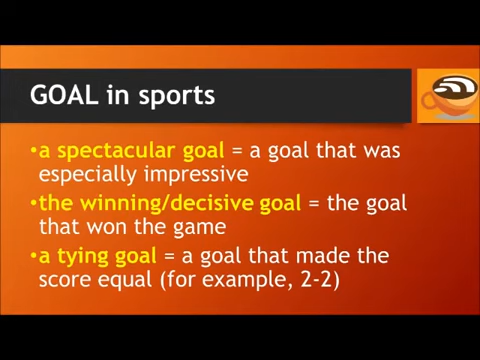 GOAL in sports
•a spectacular goal = a goal that was
especially impressive
•the winning/decisive goal = the goal
that won the game
•a tying goal = a goal that made the
score equal (for example, 2-2)